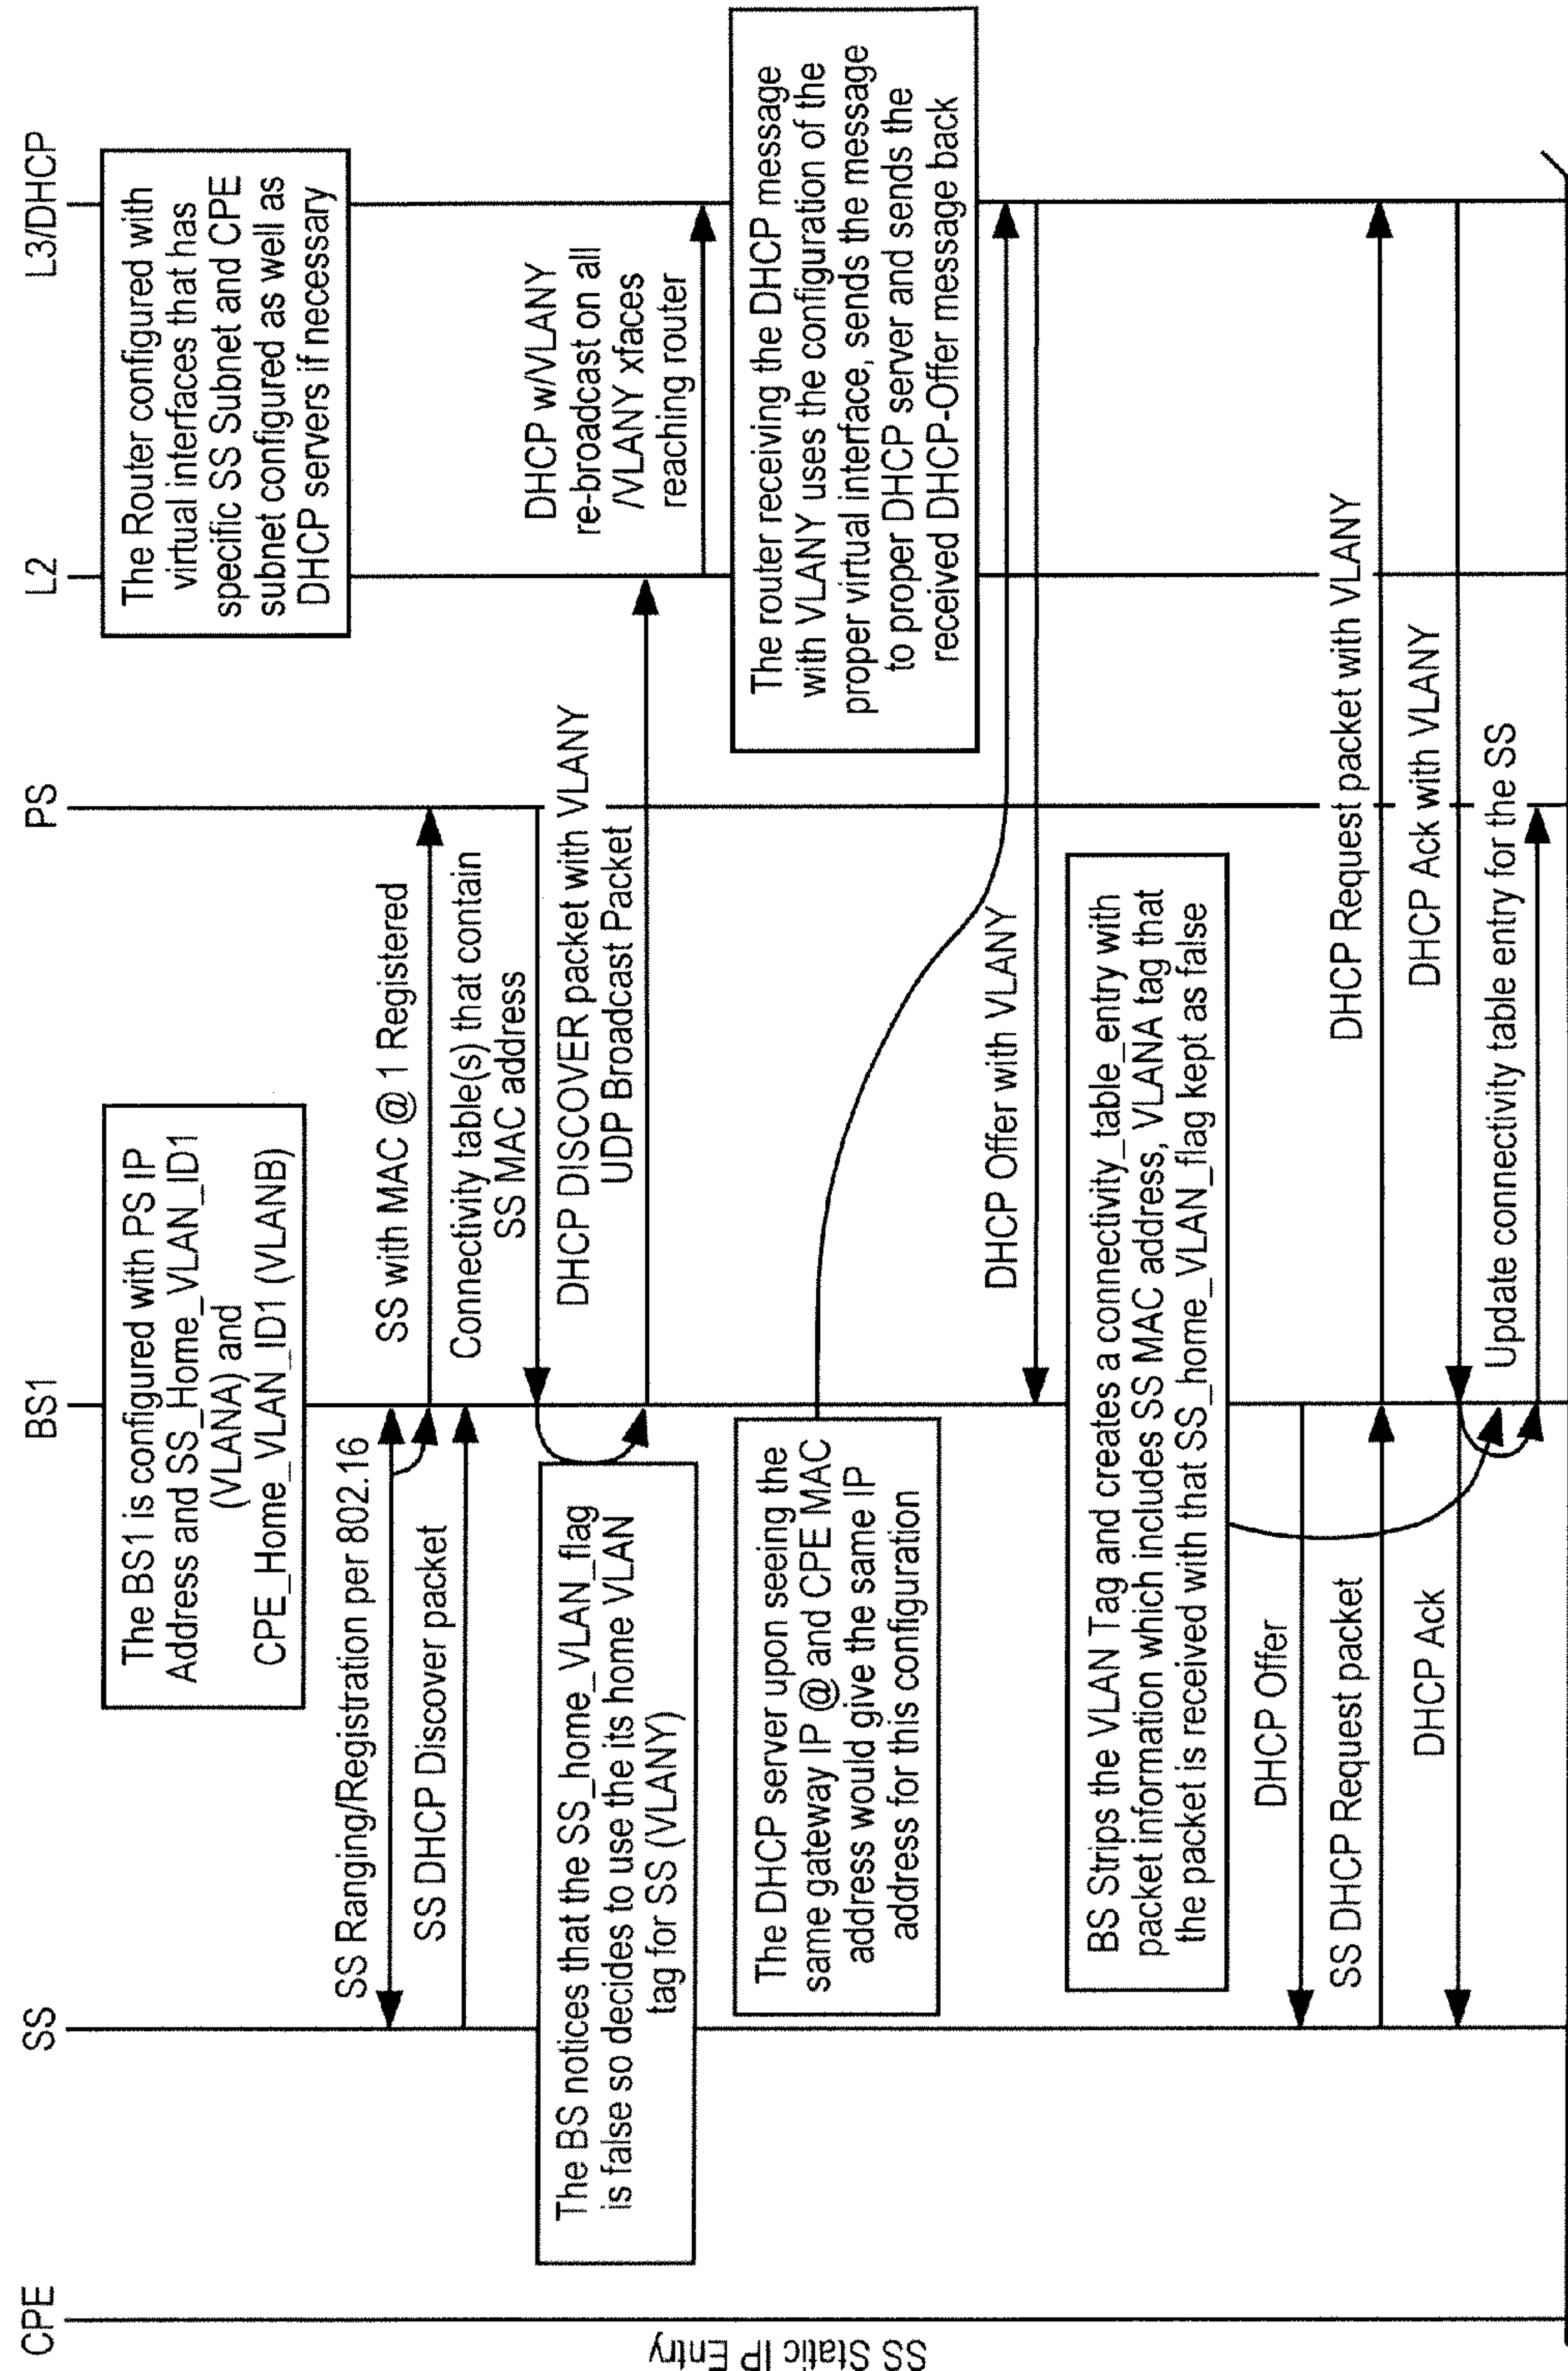 CPE
SS
BS1
PS
L2
L3/DHCP
SS Static IP Entry
The BS1 is configured with PS IP
Address and SS_Home_VLAN_ID1
(VLANA) and
CPE_Home_VLAN_ID1 (VLANB)
The Router configured with
virtual interfaces that has
specific SS Subnet and CPE
subnet configured as well as
DHCP servers if necessary
SS Ranging/Registration per 802.16
SS with MAC @ 1 Registered
SS DHCP Discover packet
Connectivity table(s) that contain
SS MAC address
The BS notices that the SS_home_VLAN_flag
is false so decides to use the its home VLAN
tag for SS (VLANY)
DHCP DISCOVER packet with VLANY
UDP Broadcast Packet
DHCP w/VLANY
re-broadcast on all
/VLANY xfaces
reaching router
The DHCP server upon seeing the
same gateway IP @ and CPE MAC
address would give the same IP
address for this configuration
The router receiving the DHCP message
with VLANY uses the configuration of the
proper virtual interface, sends the message
to proper DHCP server and sends the
received DHCP-Offer message back
DHCP Offer with VLANY
BS Strips the VLAN Tag and creates a connectivity_table_entry with
packet information which includes SS MAC address, VLANA tag that
the packet is received with that SS_home_VLAN_flag kept as false
DHCP Offer
SS DHCP Request packet
DHCP Request packet with VLANY
DHCP Ack
DHCP Ack with VLANY
Update connectivity table entry for the SS